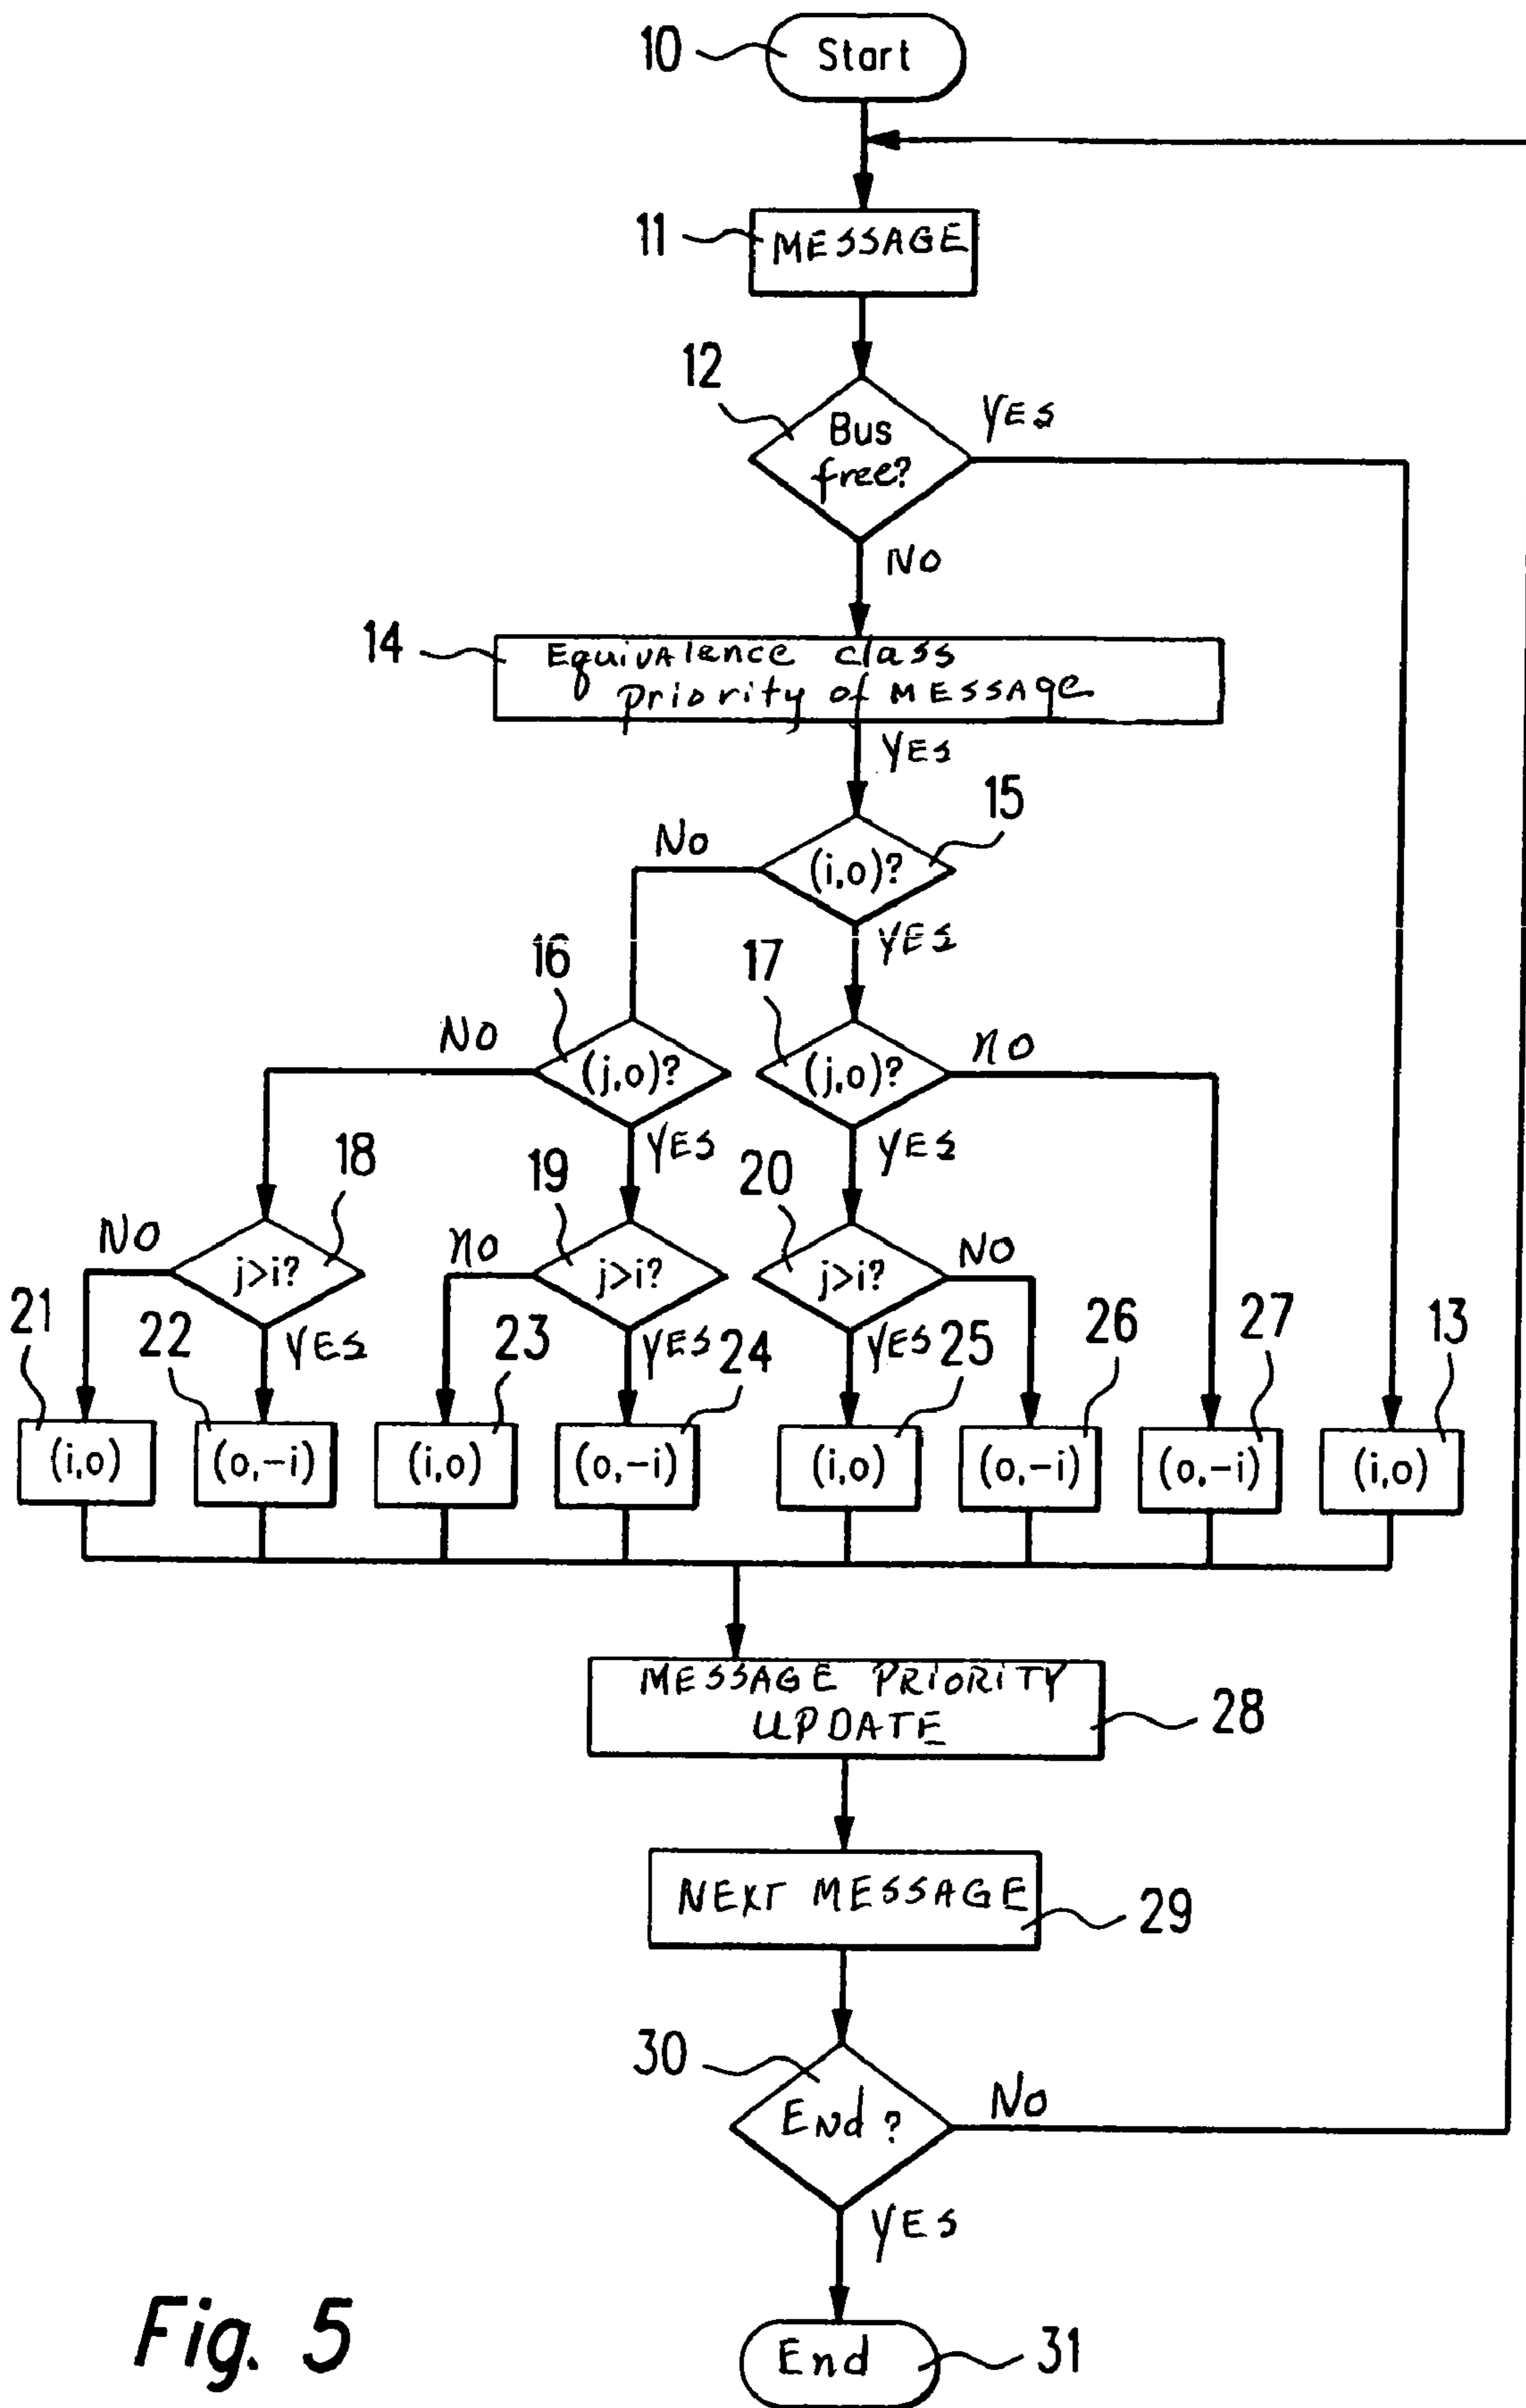 10
Start
11
MESSAGE
12
Bus
free?
YES
NO
14
Equivalence class
priority of MESSAGE
YES
15
No
(i,o)?
YES
16
17
No
(j,o)?
(j,o)?
no
YES
YES
18
19
20
NO
j>i?
no
j>i?
j>i?
NO
21
22
YES
23
YES
24
YES
25
26
27
13
(i,o)
(o,-i)
(i,o)
(o,-i)
(i,o)
(o,-i)
(o,-i)
(i,o)
MESSAGE PRIORITY
UPDATE
28
NEXT MESSAGE
29
30
End?
No
YES
End
31
Fig. 5